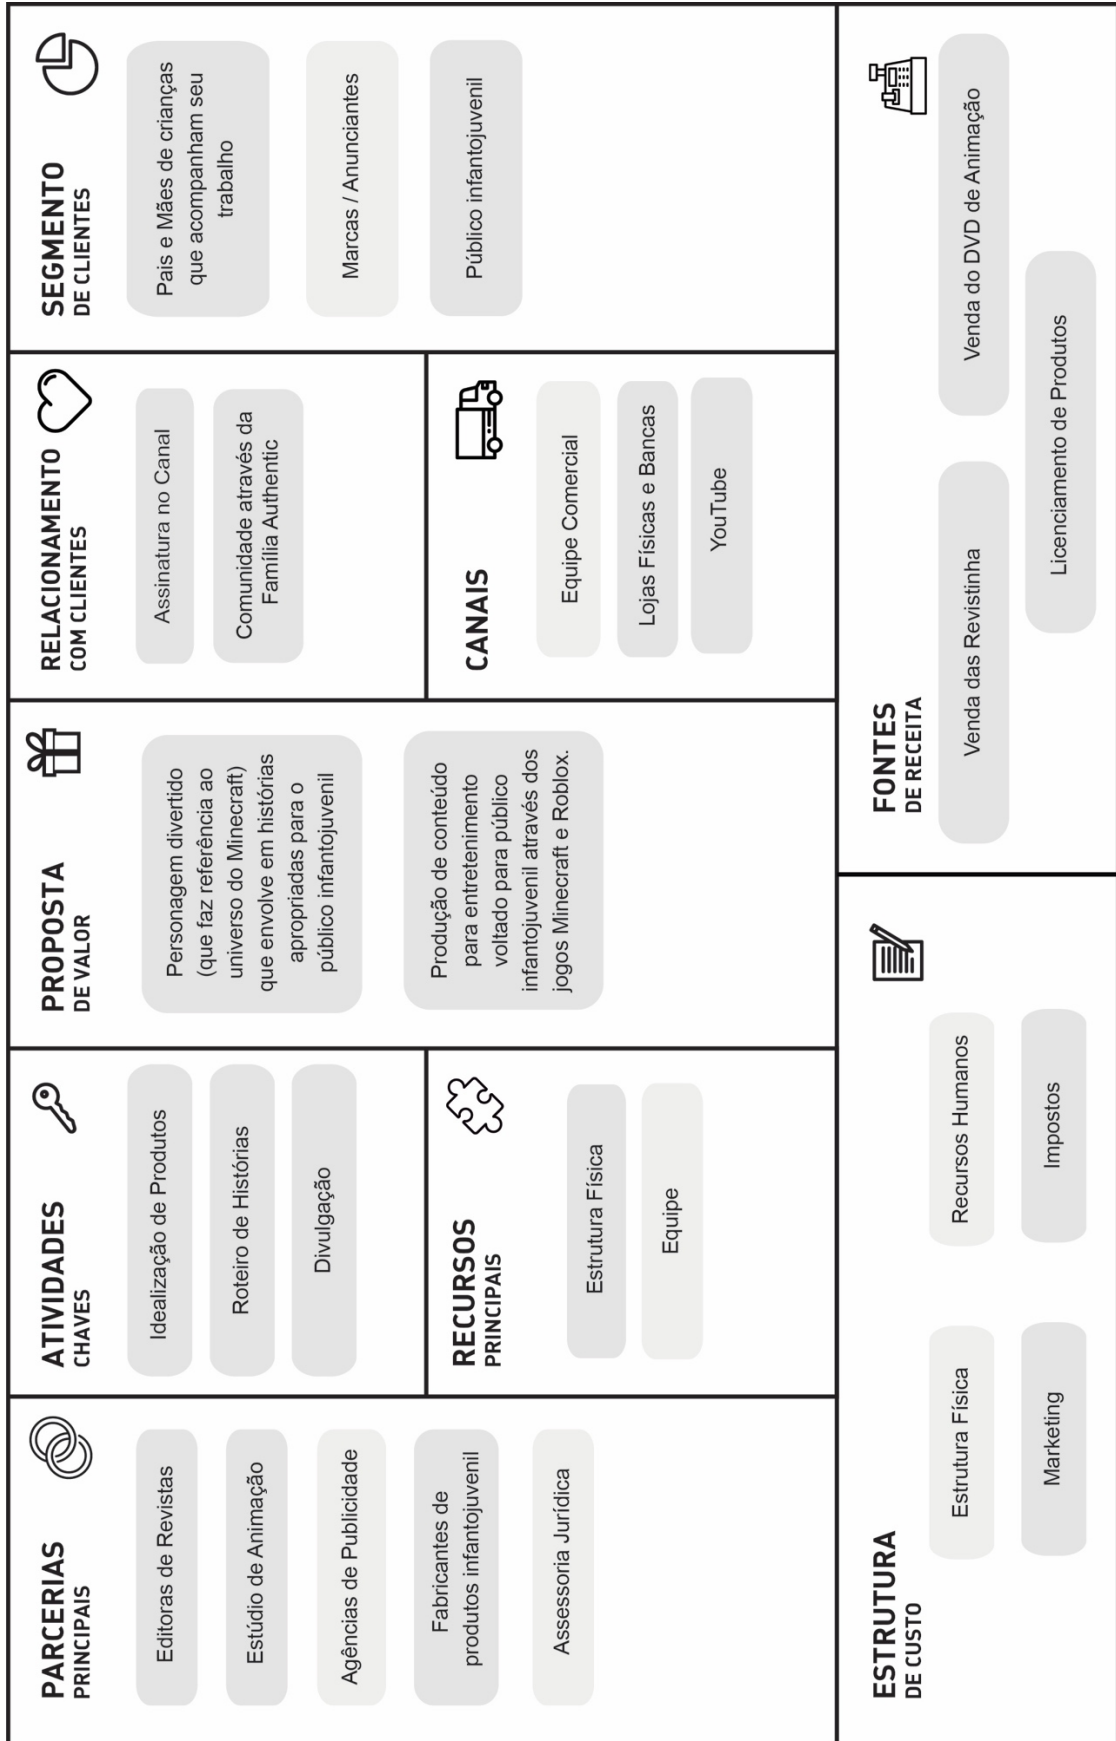 PARCERIAS
PRINCIPAIS
Editoras de Revistas
Estúdio de Animação
Agências de Publicidade
Fabricantes de
produtos infantojuvenil
Assessoria Jurídica
ATIVIDADES
CHAVES
Idealização de Produtos
Roteiro de Histórias
Divulgação
RECURSOS
PRINCIPAIS
Estrutura Física
Equipe
PROPOSTA
DE VALOR
Personagem divertido
(que faz referência ao
universo do Minecraft)
que envolve em histórias
apropriadas para o
público infantojuvenil
Produção de conteúdo
para entretenimento
voltado para público
infantojuvenil através dos
jogos Minecraft e Roblox.
RELACIONAMENTO
COM CLIENTES
Assinatura no Canal
Comunidade através da
Família Authentic
CANAIS
Equipe Comercial
Lojas Físicas e Bancas
YouTube
SEGMENTO
DE CLIENTES
Pais e Mães de crianças
que acompanham seu
trabalho
Marcas / Anunciantes
Público infantojuvenil
ESTRUTURA
DE CUSTO
Estrutura Física
Recursos Humanos
Marketing
Impostos
FONTES
DE RECEITA
Venda das Revistinha
Venda do DVD de Animação
Licenciamento de Produtos